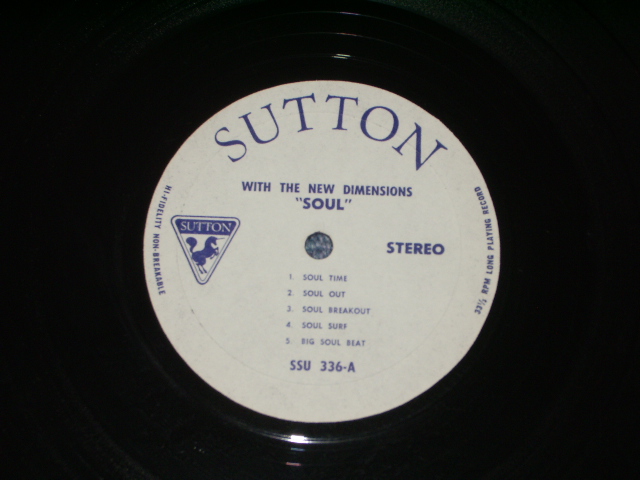 SUTTON
WITH THE NEW DIMENSIONS
"SOUL"
SUTTON
STEREO
HI-FIDELITY NON-BREAKABLE
33⅓ RPM LONG PLAYING RECORD
1. SOUL TIME
2. SOUL OUT
3. SOUL BREAKOUT
4. SOUL SURF
5. BIG SOUL BEAT
SSU 336-A